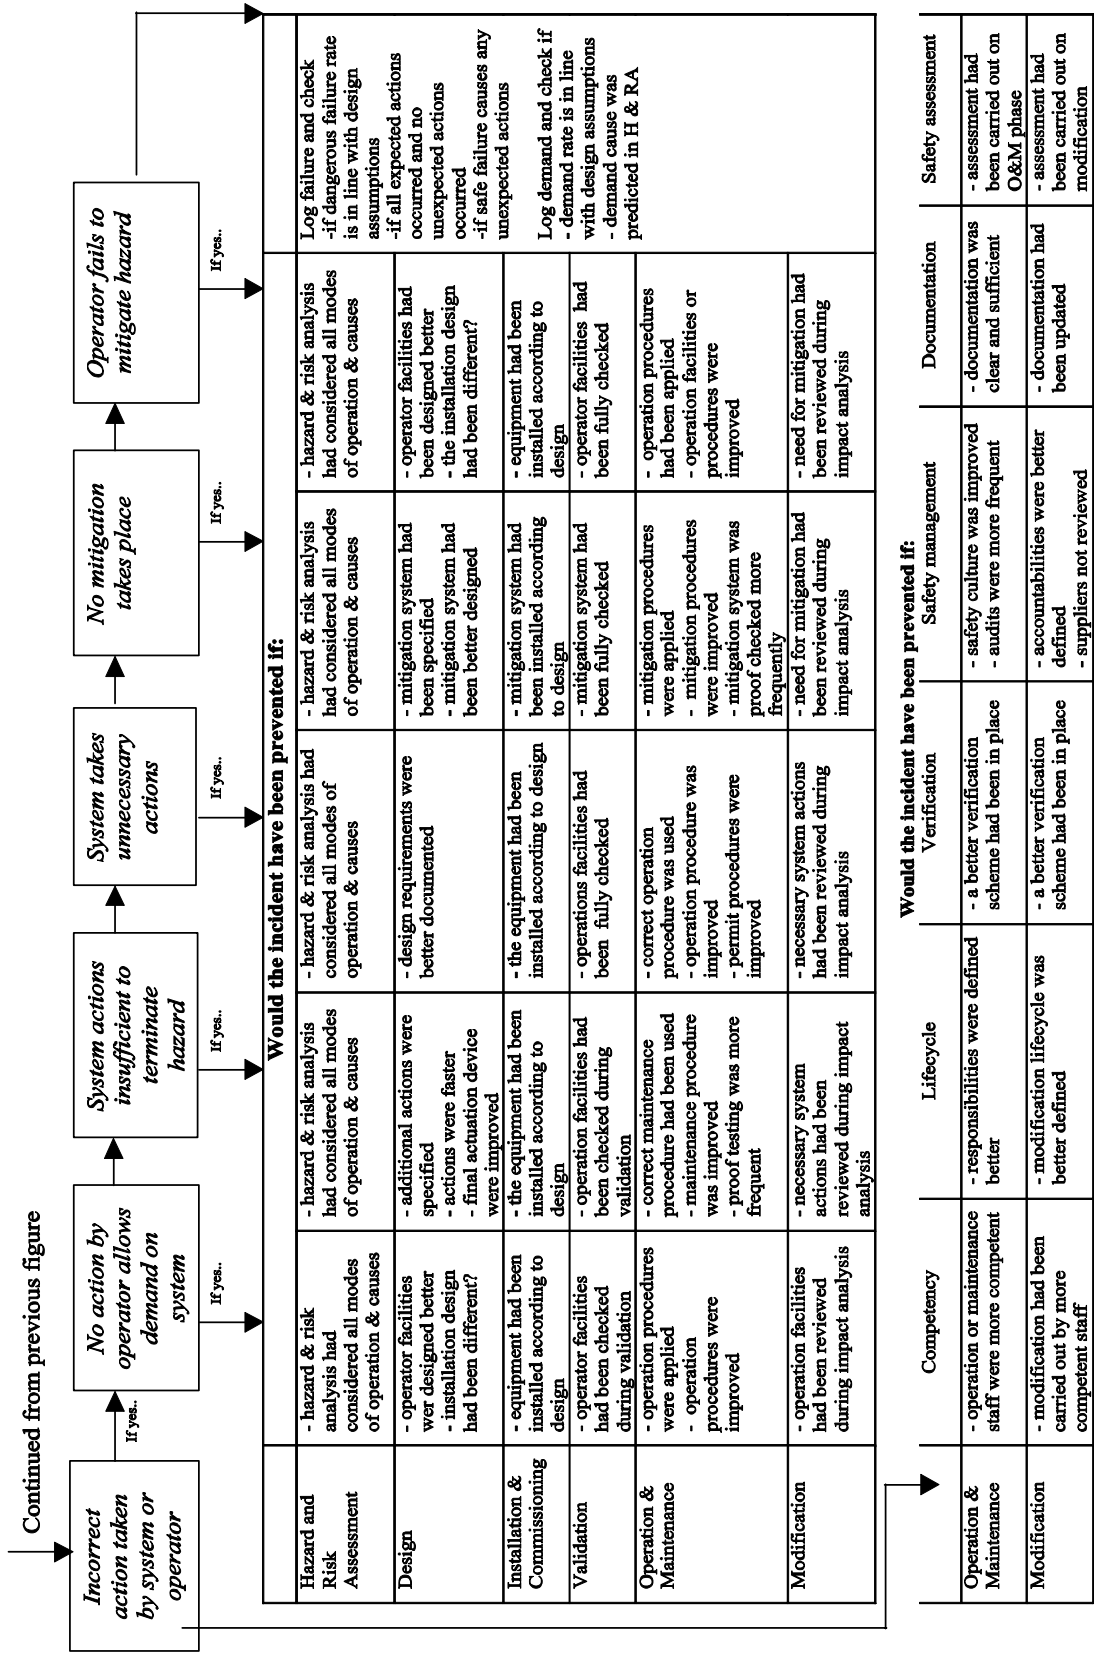 Continued from previous figure
Incorrect
action taken
by system or
operator
If yes..
No action by
operator allows
demand on
system
If yes..
System actions
insufficient to
terminate
hazard
If yes..
System takes
unnecessary
actions
If yes..
No mitigation
takes place
If yes..
Operator fails to
mitigate hazard
If yes..
Would the incident have been prevented if:
Hazard and
Risk
Assessment
- hazard & risk
analysis had
considered all modes
of operation & causes
- hazard & risk analysis
had considered all modes
of operation & causes
- hazard & risk analysis had
considered all modes of
operation & causes
- hazard & risk analysis
had considered all modes
of operation & causes
- hazard & risk analysis
had considered all modes
of operation & causes
Log failure and check
-if dangerous failure rate
is in line with design
assumptions
-if all expected actions
occurred and no
unexpected actions
occurred
-if safe failure causes any
unexpected actions
Log demand and check if
- demand rate is in line
with design assumptions
- demand cause was
predicted in H & RA
Design
- operator facilities
wer designed better
- installation design
had been different?
- additional actions were
specified
- actions were faster
- final actuation device
were improved
- design requirements were
better documented
- mitigation system had
been specified
- mitigation system had
been better designed
- operator facilities had
been designed better
- the installation design
had been different?
Installation &
Commissioning
- equipment had been
installed according to
design
- the equipment had been
installed according to
design
- the equipment had been
installed according to design
- mitigation system had
been installed according
to design
- equipment had been
installed according to
design
Validation
- operator facilities
had been checked
during validation
- operation facilities had
been checked during
validation
- operations facilities had
been fully checked
- mitigation system had
been fully checked
- operator facilities had
been fully checked
Operation &
Maintenance
- operation procedures
were applied
- operation
procedures were
improved
- correct maintenance
procedure had been used
- maintenance procedure
was improved
- proof testing was more
frequent
- correct operation
procedure was used
- operation procedure was
improved
- permit procedures were
improved
- mitigation procedures
were applied
- mitigation procedures
were improved
- mitigation system was
proof checked more
frequently
- operation procedures
had been applied
- operation facilities or
procedures were
improved
Modification
- operation facilities
had been reviewed
during impact analysis
- necessary system
actions had been
reviewed during impact
analysis
- necessary system actions
had been reviewed during
impact analysis
- need for mitigation had
been reviewed during
impact analysis
- need for mitigation had
been reviewed during
impact analysis
Would the incident have been prevented if:
Competency
Lifecycle
Verification
Safety management
Documentation
Safety assessment
Operation &
Maintenance
- operation or maintenance
staff were more competent
- responsibilities were defined
better
- a better verification
scheme had been in place
- safety culture was improved
- audits were more frequent
- documentation was
clear and sufficient
- assessment had
been carried out on
O&M phase
Modification
- modification had been
carried out by more
competent staff
- modification lifecycle was
better defined
- a better verification
scheme had been in place
- accountabilities were better
defined
- suppliers not reviewed
- documentation had
been updated
- assessment had
been carried out on
modification